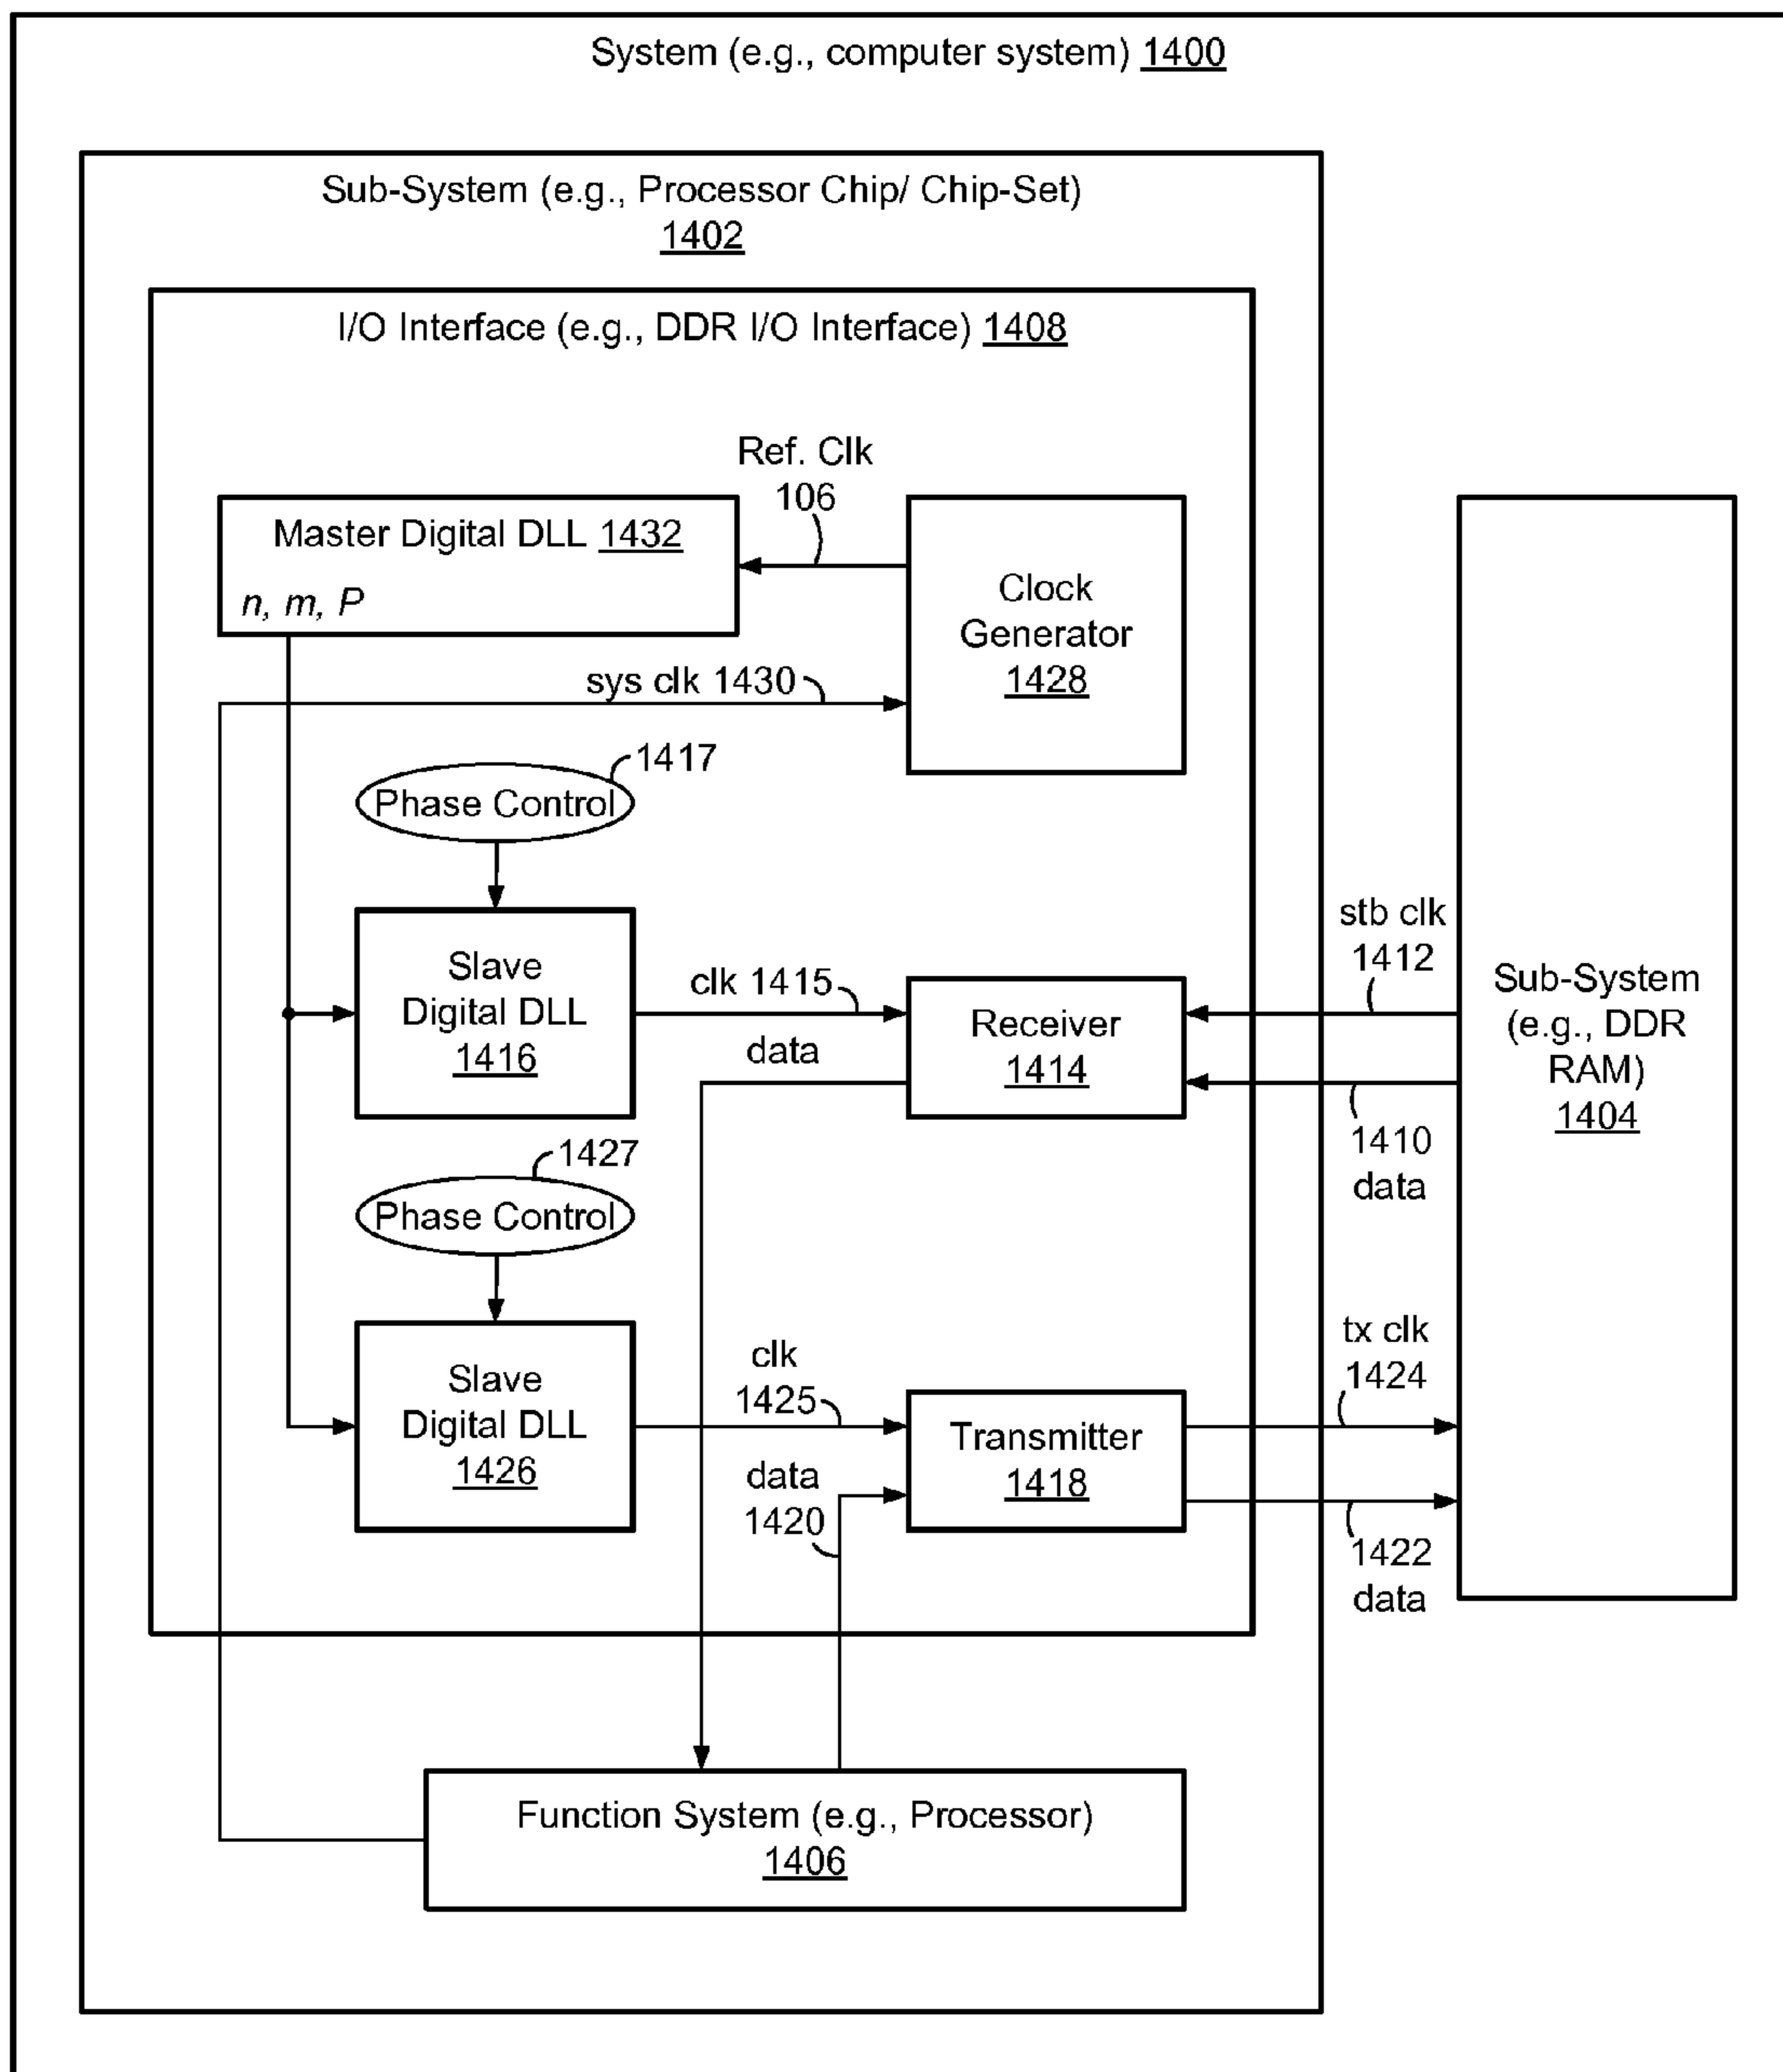 System (e.g., computer system) 1400
Sub-System (e.g., Processor Chip/ Chip-Set)
1402
I/O Interface (e.g., DDR I/O Interface) 1408
Ref. Clk
106
Master Digital DLL 1432
n, m, P
Clock
Generator
1428
sys clk 1430
1417
Phase Control
Slave
Digital DLL
1416
clk 1415
data
Receiver
1414
stb clk
1412
1410
data
Sub-System
(e.g., DDR
RAM)
1404
1427
Phase Control
Slave
Digital DLL
1426
clk
1425
data
1420
Transmitter
1418
tx clk
1424
1422
data
Function System (e.g., Processor)
1406